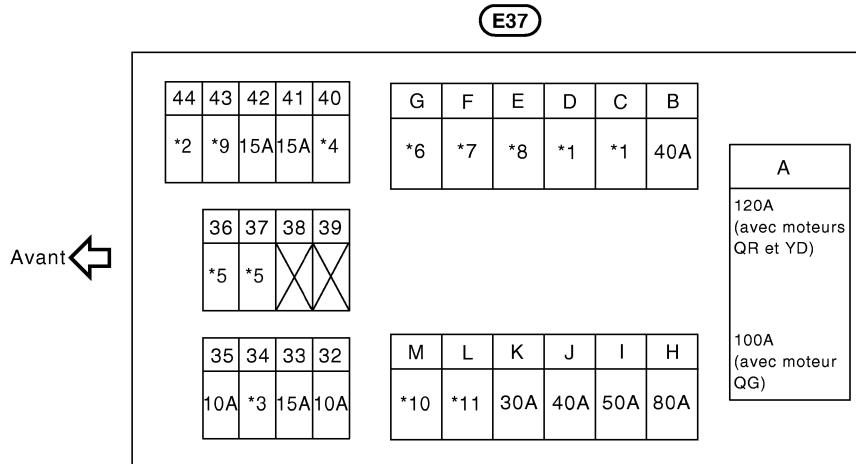 E37
44 43 42 41 40
*2 *9 15A 15A *4
G F E D C B
*6 *7 *8 *1 *1 40A
A
120A
(avec moteurs
QR et YD)
100A
(avec moteur
QG)
36 37 38 39
*5 *5
Avant
35 34 33 32
10A *3 15A 10A
M L K J I H
*10 *11 30A 40A 50A 80A